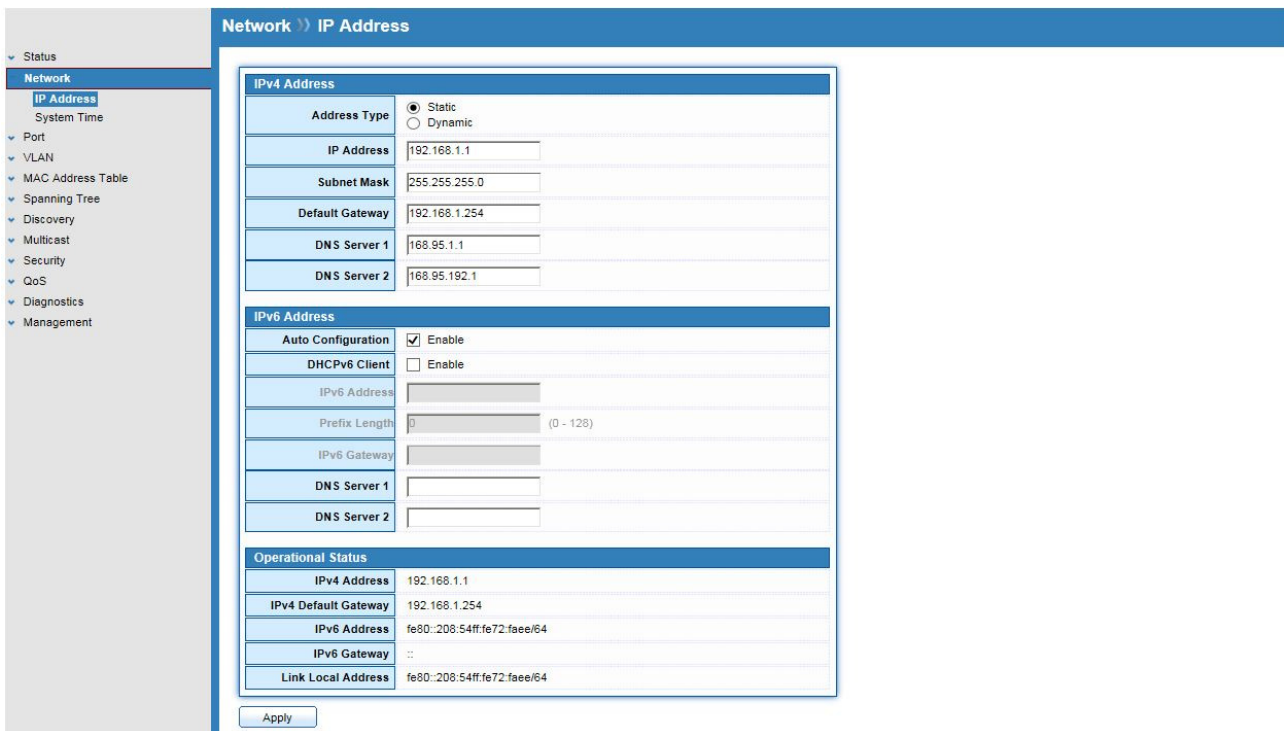 Network » IP Address
Status
Network
IP Address
System Time
Port
VLAN
MAC Address Table
Spanning Tree
Discovery
Multicast
Security
QoS
Diagnostics
Management
IPv4 Address
Address Type
Static
Dynamic
IP Address 192.168.1.1
Subnet Mask 255.255.255.0
Default Gateway 192.168.1.254
DNS Server 1 168.95.1.1
DNS Server 2 168.95.192.1
IPv6 Address
Auto Configuration Enable
DHCPv6 Client Enable
IPv6 Address
Prefix Length 0 (0 - 128)
IPv6 Gateway
DNS Server 1
DNS Server 2
Operational Status
IPv4 Address 192.168.1.1
IPv4 Default Gateway 192.168.1.254
IPv6 Address fe80::208:54ff:fe72:faee/64
IPv6 Gateway ::
Link Local Address fe80::208:54ff:fe72:faee/64
Apply